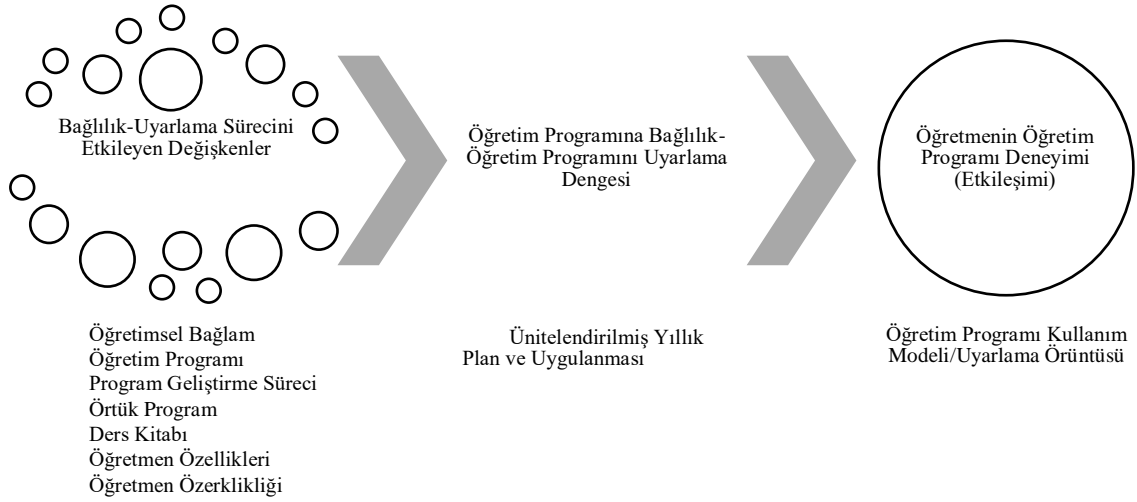 Bağlılık-Uyarlama Sürecini
Etkileyen Değişkenler
Öğretim Programına Bağlılık-
Öğretim Programını Uyarlama
Dengesi
Öğretmenin Öğretim
Programı Deneyimi
(Etkileşimi)
Öğretimsel Bağlam
Öğretim Programı
Program Geliştirme Süreci
Örtük Program
Ders Kitabı
Öğretmen Özellikleri
Öğretmen Özerkliği
Ünitelendirilmiş Yıllık
Plan ve Uygulanması
Öğretim Programı Kullanım
Modeli/Uyarlama Örüntüsü